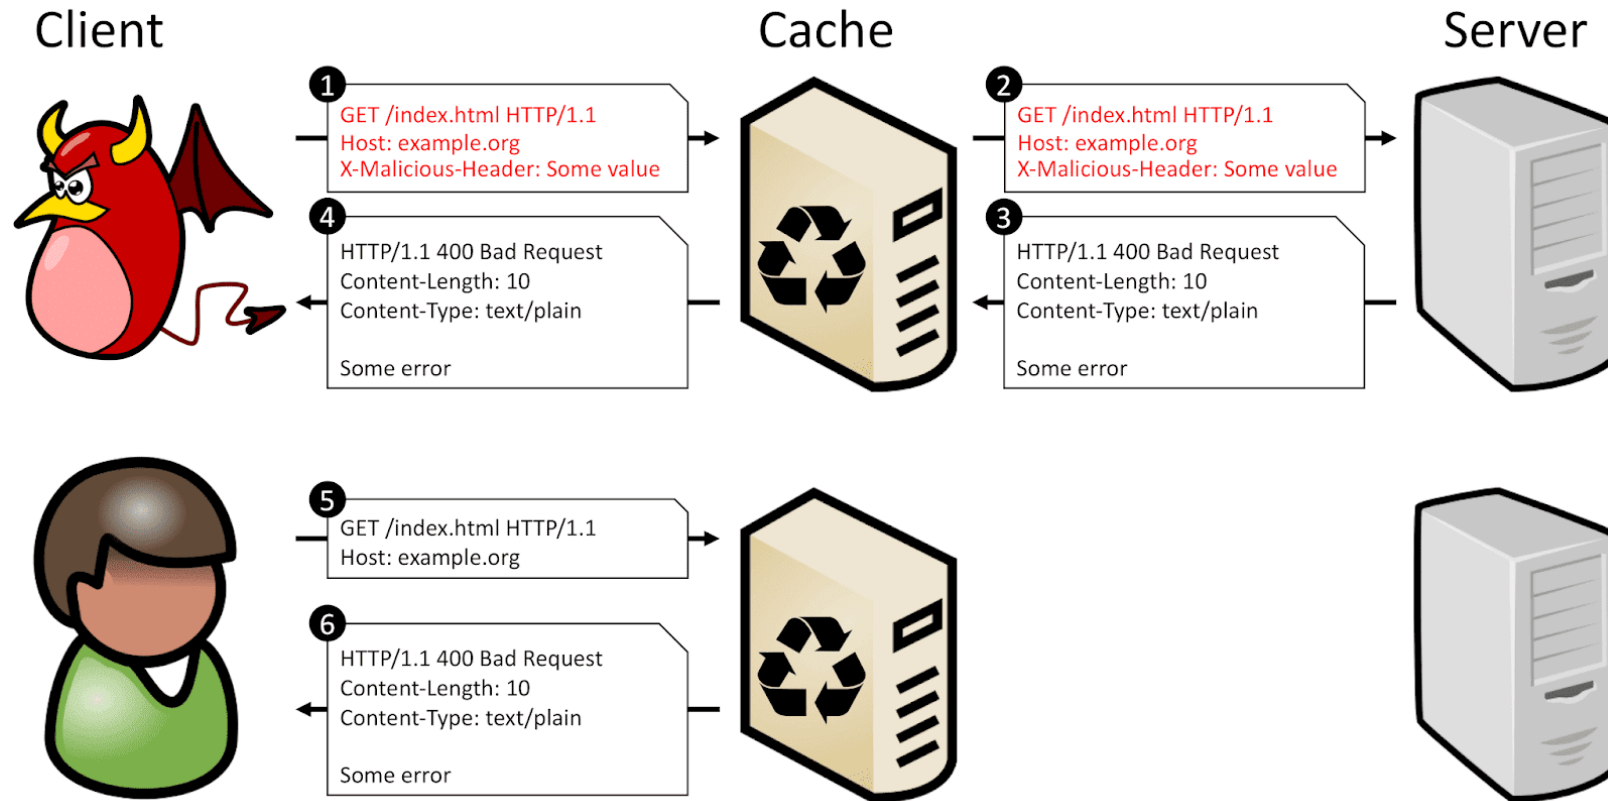 Client
Cache
Server
1
GET /index.html HTTP/1.1
Host: example.org
X-Malicious-Header: Some value
2
GET /index.html HTTP/1.1
Host: example.org
X-Malicious-Header: Some value
4
HTTP/1.1 400 Bad Request
Content-Length: 10
Content-Type: text/plain
Some error
3
HTTP/1.1 400 Bad Request
Content-Length: 10
Content-Type: text/plain
Some error
5
GET /index.html HTTP/1.1
Host: example.org
6
HTTP/1.1 400 Bad Request
Content-Length: 10
Content-Type: text/plain
Some error